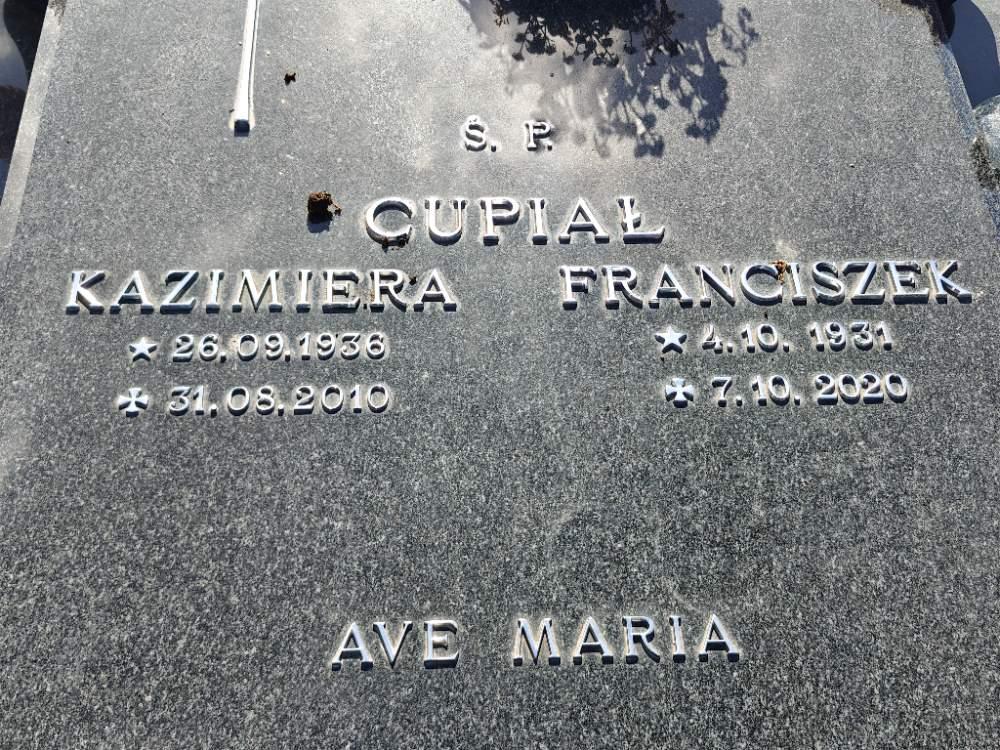 Ś. P.
CUPIAŁ
KAZIMIERA FRANCISZEK
26.09.1936 4.10. 1931
31.08.2010 7.10. 2020
AVE MARIA